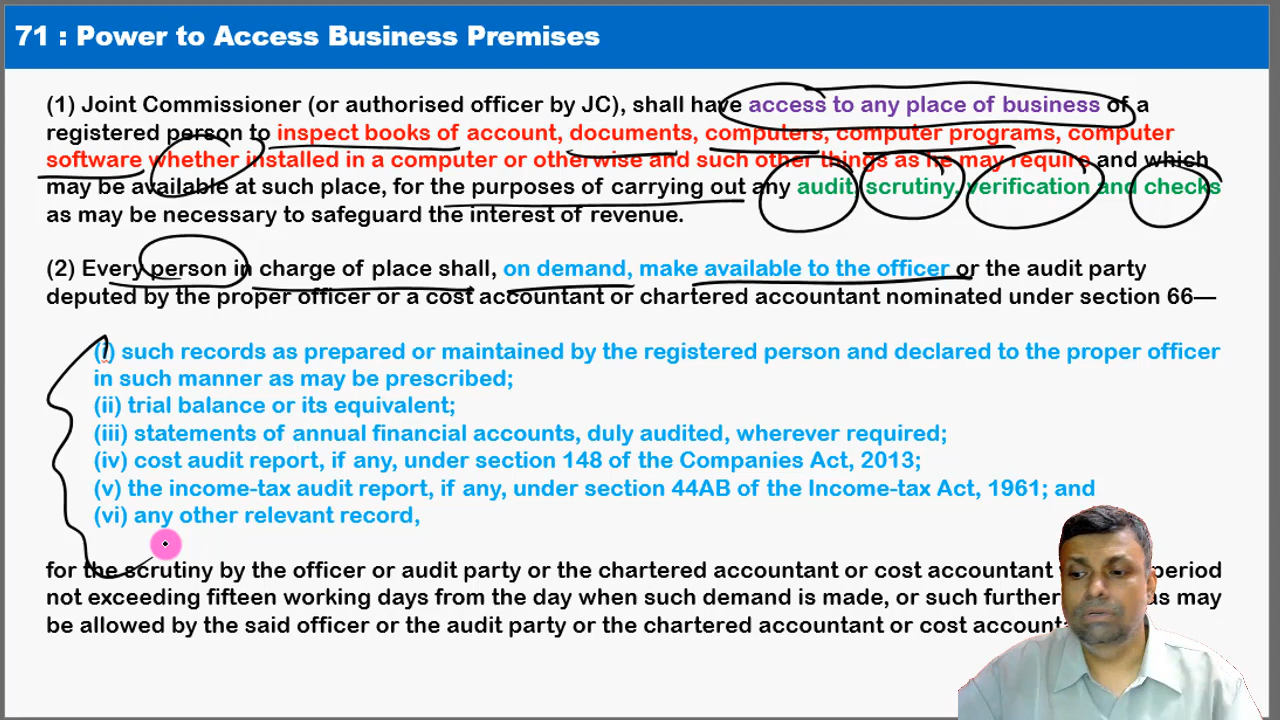 71 : Power to Access Business Premises
(1) Joint Commissioner (or authorised officer by JC), shall have access to any place of business of a
registered person to inspect books of account, documents, computers, computer programs, computer
software whether installed in a computer or otherwise and such other things as he may require and which
may be available at such place, for the purposes of carrying out any audit, scrutiny, verification and checks
as may be necessary to safeguard the interest of revenue.
(2) Every person in charge of place shall, on demand, make available to the officer or the audit party
deputed by the proper officer or a cost accountant or chartered accountant nominated under section 66—
(i) such records as prepared or maintained by the registered person and declared to the proper officer
in such manner as may be prescribed;
(ii) trial balance or its equivalent;
(iii) statements of annual financial accounts, duly audited, wherever required;
(iv) cost audit report, if any, under section 148 of the Companies Act, 2013;
(v) the income-tax audit report, if any, under section 44AB of the Income-tax Act, 1961; and
(vi) any other relevant record,
for the scrutiny by the officer or audit party or the chartered accountant or cost accountant period
not exceeding fifteen working days from the day when such demand is made, or such further as may
be allowed by the said officer or the audit party or the chartered accountant or cost